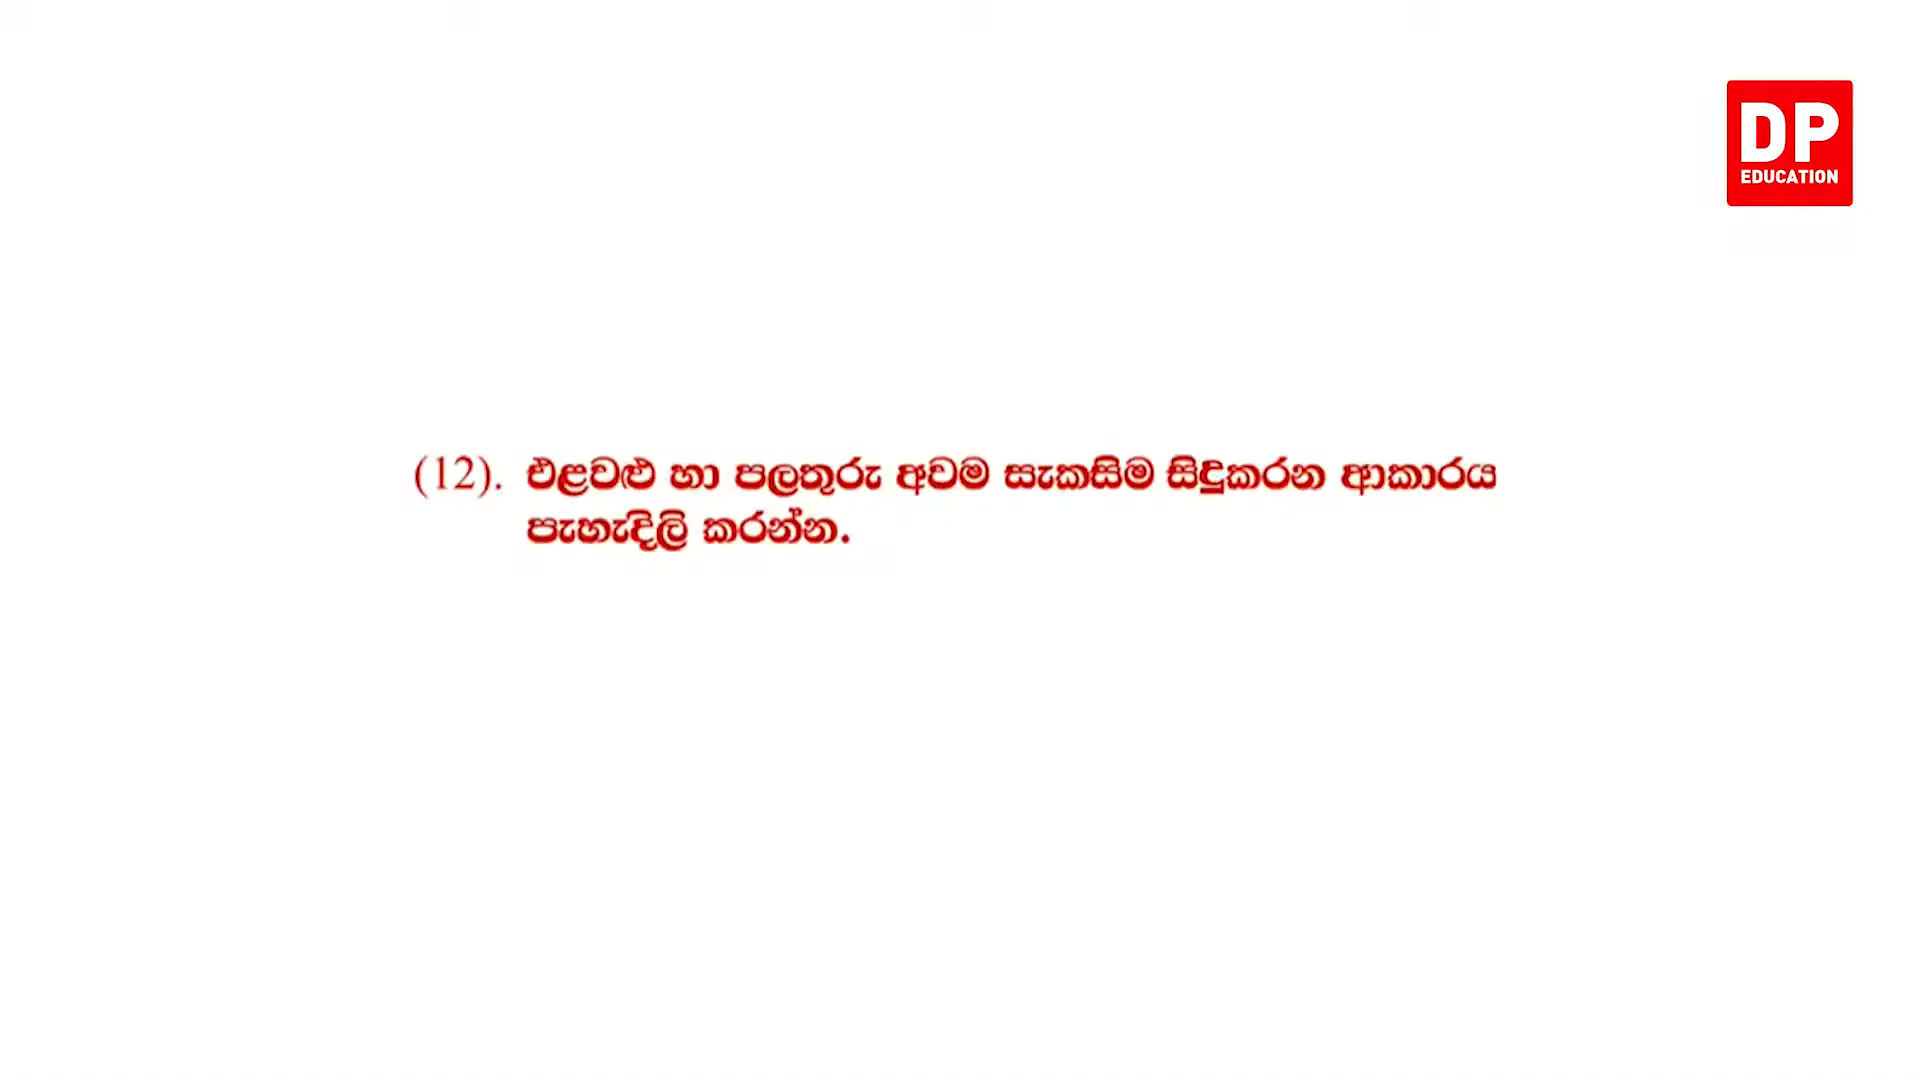 DP
EDUCATION
(12). එළවළු හා පලතුරු අවම සැකසීම සිදුකරන ආකාරය
පැහැදිලි කරන්න.